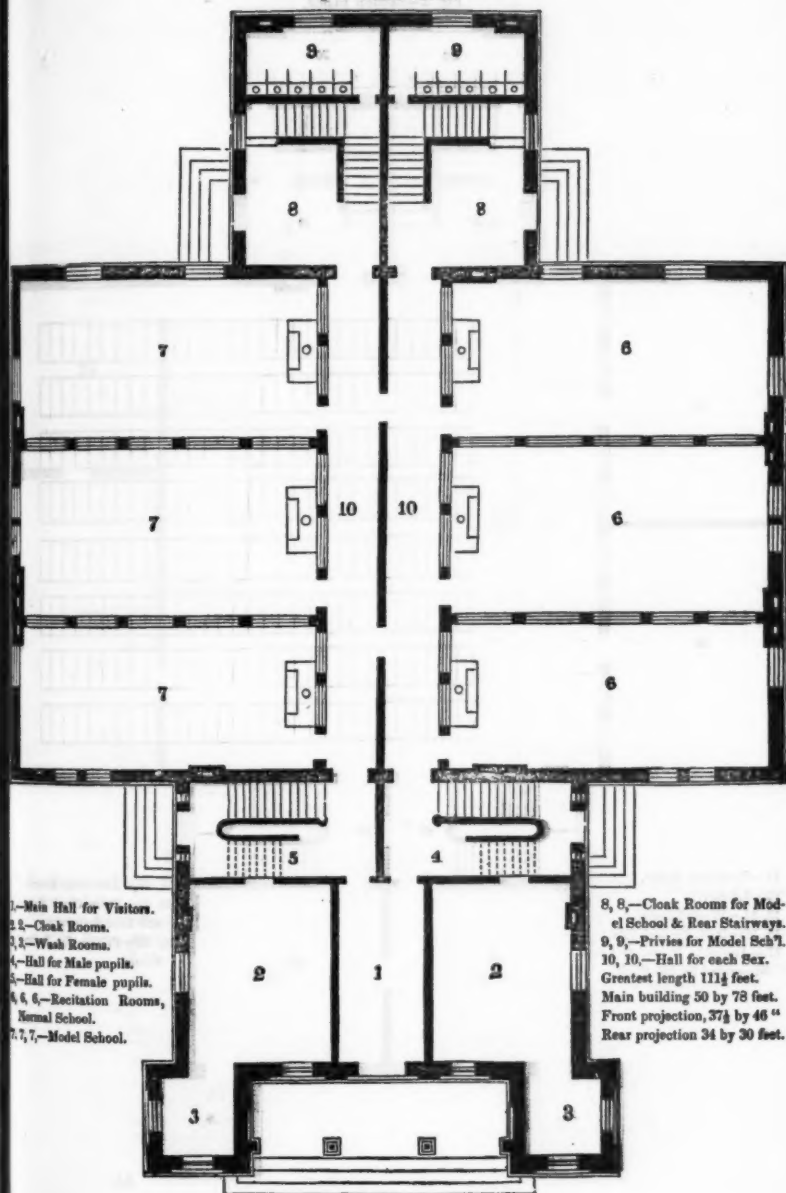 9 9
8 8
7 6
7 10 10 6
7 6
5 4
1,—Main Hall for Visitors.
2 2,—Cloak Rooms.
3, 3,—Wash Rooms.
4,—Hall for Male pupils.
5,—Hall for Female pupils.
6, 6, 6,—Recitation Rooms,
Normal School.
7, 7, 7,—Model School.
2 1 2
8, 8,—Cloak Rooms for Mod-
el School & Rear Stairways.
9, 9,—Privies for Model Sch'l.
10, 10,—Hall for each Sex.
Greatest length 111½ feet.
Main building 50 by 78 feet.
Front projection, 37½ by 46 "
Rear projection 34 by 30 feet.
3 3